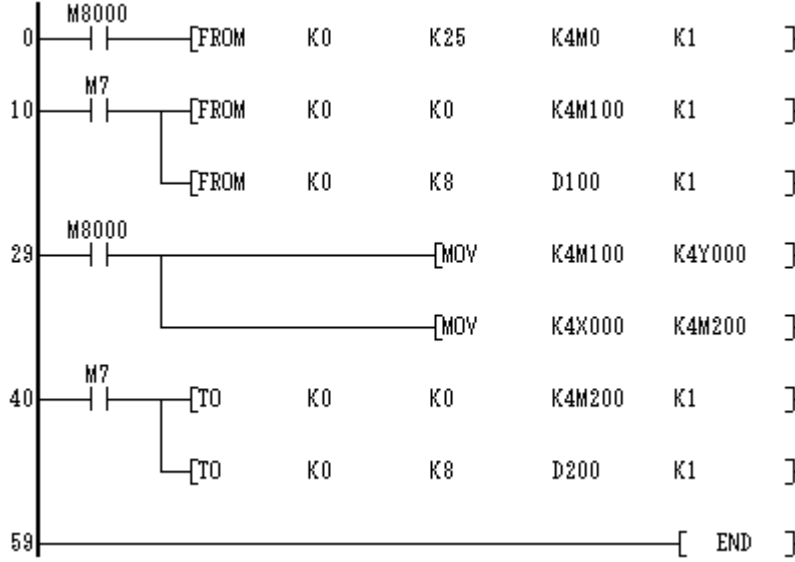 M8000
0 [FROM K0 K25 K4M0 K1 ]
M7
10 [FROM K0 K0 K4M100 K1 ]
[FROM K0 K8 D100 K1 ]
M8000
29 [MOV K4M100 K4Y000 ]
[MOV K4X000 K4M200 ]
M7
40 [TO K0 K0 K4M200 K1 ]
[TO K0 K8 D200 K1 ]
59 [ END ]